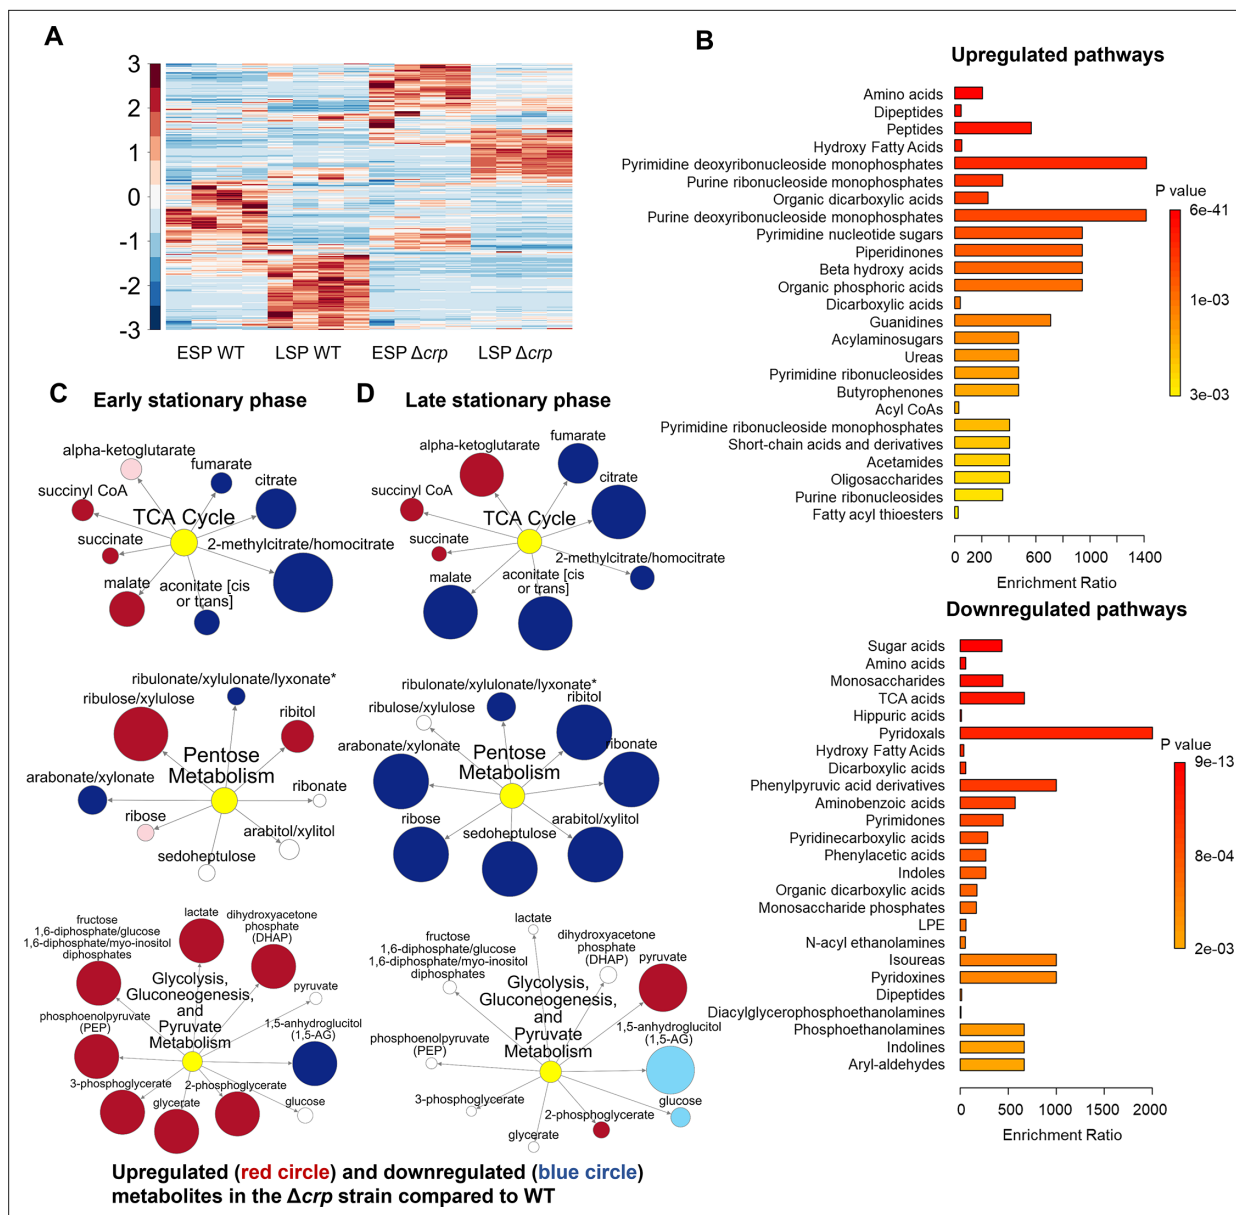 A
3
2
1
0
-1
-2
-3
ESP WT
LSP WT
ESP Δcrp
LSP Δcrp
B
Upregulated pathways
Amino acids
Dipeptides
Peptides
Hydroxy Fatty Acids
Pyrimidine deoxyribonucleoside monophosphates
Purine ribonucleoside monophosphates
Organic dicarboxylic acids
Purine deoxyribonucleoside monophosphates
Pyrimidine nucleotide sugars
Piperidinones
Beta hydroxy acids
Organic phosphoric acids
Dicarboxylic acids
Guanidines
Acylaminosugars
Ureas
Pyrimidine ribonucleosides
Butyrophenones
Acyl CoAs
Pyrimidine ribonucleoside monophosphates
Short-chain acids and derivatives
Acetamides
Oligosaccharides
Purine ribonucleosides
Fatty acyl thioesters
0 200 400 600 800 1000 1200 1400
Enrichment Ratio
P value
6e-41
1e-03
3e-03
Downregulated pathways
Sugar acids
Amino acids
Monosaccharides
TCA acids
Hippuric acids
Pyridoxals
Hydroxy Fatty Acids
Dicarboxylic acids
Phenylpyruvic acid derivatives
Aminobenzoic acids
Pyrimidones
Pyridinecarboxylic acids
Phenylacetic acids
Indoles
Organic dicarboxylic acids
Monosaccharide phosphates
LPE
N-acyl ethanolamines
Isoureas
Pyridoxines
Dipeptides
Diacylglycerophosphoethanolamines
Phosphoethanolamines
Indolines
Aryl-aldehydes
0 500 1000 1500 2000
Enrichment Ratio
P value
9e-13
8e-04
2e-03
C
Early stationary phase
alpha-ketoglutarate
fumarate
succinyl CoA
citrate
TCA Cycle
succinate
2-methylcitrate/homocitrate
malate
aconitate [cis
or trans]
ribulonate/xylulonate/lyxonate*
ribulose/xylulose
ribitol
Pentose
Metabolism
arabonate/xylonate
ribonate
ribose
arabitol/xylitol
sedoheptulose
lactate
dihydroxyacetone
phosphate
(DHAP)
fructose
1,6-diphosphate/glucose
1,6-diphosphate/myo-inositol
diphosphates
Glycolysis,
Gluconeogenesis,
and
Pyruvate
Metabolism
pyruvate
phosphoenolpyruvate
(PEP)
1,5-anhydroglucitol
(1,5-AG)
3-phosphoglycerate
2-phosphoglycerate
glycerate
glucose
D
Late stationary phase
alpha-ketoglutarate
fumarate
citrate
succinyl CoA
TCA Cycle
succinate
2-methylcitrate/homocitrate
malate
aconitate [cis
or trans]
ribulonate/xylulonate/lyxonate*
ribulose/xylulose
ribitol
arabonate/xylonate
Pentose
Metabolism
ribonate
ribose
sedoheptulose
arabitol/xylitol
lactate
dihydroxyacetone
phosphate
(DHAP)
fructose
1,6-diphosphate/glucose
1,6-diphosphate/myo-inositol
diphosphates
Glycolysis,
Gluconeogenesis,
and
Pyruvate
Metabolism
pyruvate
1,5-anhydroglucitol
(1,5-AG)
phosphoenolpyruvate
(PEP)
3-phosphoglycerate
2-phosphoglycerate
glucose
glycerate
Upregulated (red circle) and downregulated (blue circle)
metabolites in the Δcrp strain compared to WT